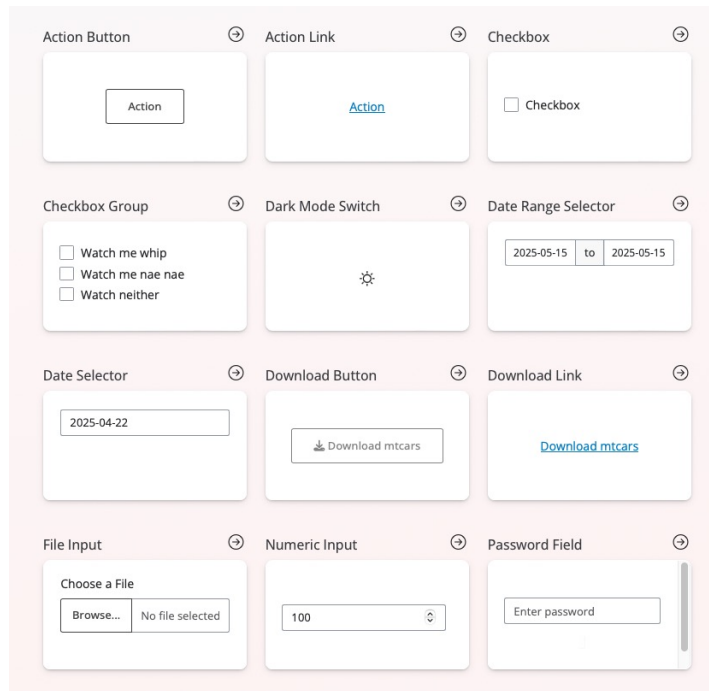 Action Button
Action
Action Link
Action
Checkbox
Checkbox
Checkbox Group
Watch me whip
Watch me nae nae
Watch neither
Dark Mode Switch
Date Range Selector
2025-05-15 to 2025-05-15
Date Selector
2025-04-22
Download Button
Download mtcars
Download Link
Download mtcars
File Input
Choose a File
Browse... No file selected
Numeric Input
100
Password Field
Enter password